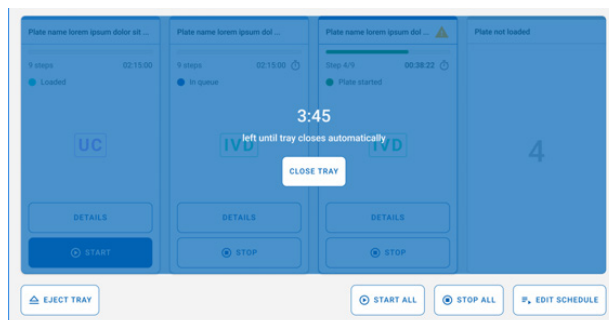 Plate name lorem ipsum dolor sit ...
Plate name lorem ipsum dol ...
Plate name lorem ipsum dol ...
Plate not loaded
9 steps 02:15:00
9 steps 02:15:00
Step 4/9 00:38:22
Loaded
In queue
Plate started
3:45
left until tray closes automatically
UC
IVD
IVD
4
CLOSE TRAY
DETAILS
DETAILS
DETAILS
START
STOP
STOP
EJECT TRAY
START ALL
STOP ALL
EDIT SCHEDULE